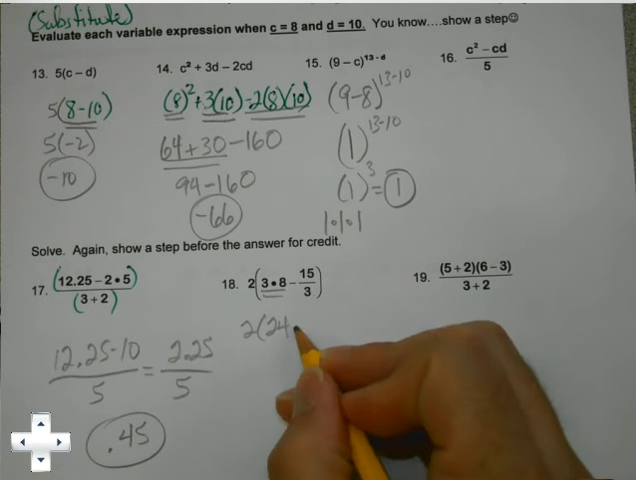 (Substitute)
Evaluate each variable expression when c = 8 and d = 10. You know....show a step☺
13. 5(c – d)
5(8-10)
5(-2)
-10
14. c² + 3d – 2cd
(8)²+3(10)-2(8)(10)
64+30-160
94-160
-66
15. (9 – c)¹³⁻ᵈ
(9-8)¹³⁻¹⁰
(1)¹³⁻¹⁰
(1)³ = 1
1·1·1
16. (c² – cd)/5
Solve. Again, show a step before the answer for credit.
17. (12.25 – 2 • 5)/(3 + 2)
(12.25-10)/5 = 2.25/5
.45
18. 2(3 • 8 – 15/3)
2(24
19. (5 + 2)(6 – 3)/(3 + 2)